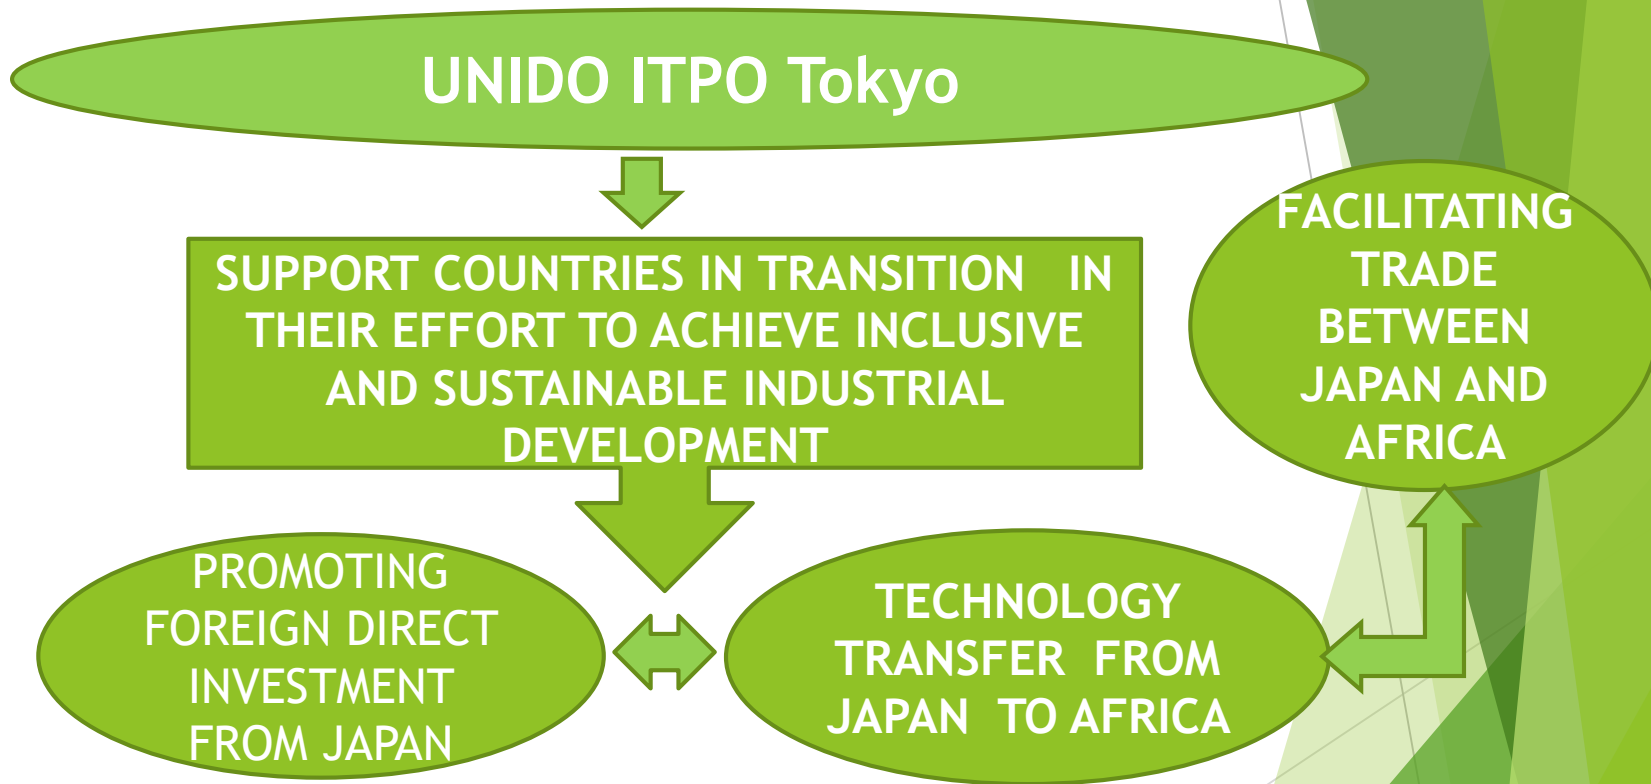 UNIDO ITPO Tokyo
SUPPORT COUNTRIES IN TRANSITION IN
THEIR EFFORT TO ACHIEVE INCLUSIVE
AND SUSTAINABLE INDUSTRIAL
DEVELOPMENT
FACILITATING
TRADE
BETWEEN
JAPAN AND
AFRICA
PROMOTING
FOREIGN DIRECT
INVESTMENT
FROM JAPAN
TECHNOLOGY
TRANSFER FROM
JAPAN TO AFRICA